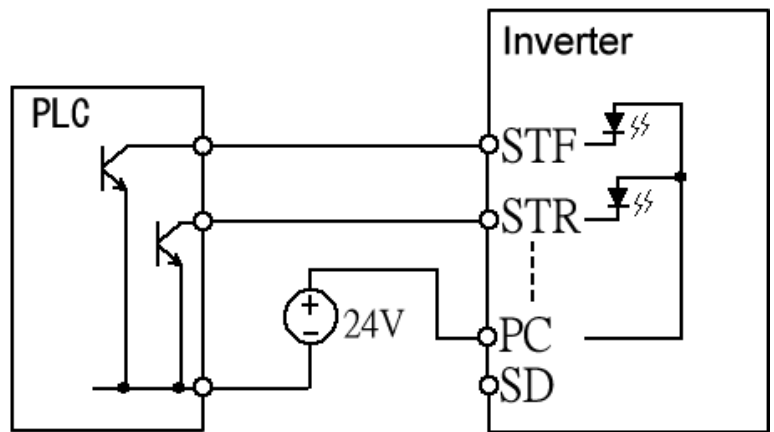 Inverter
PLC
STF
STR
+
−
24V
PC
SD